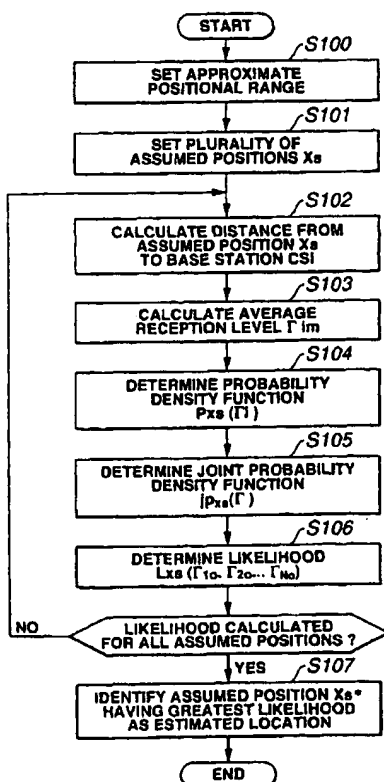 START
S100
SET APPROXIMATE
POSITIONAL RANGE
S101
SET PLURALITY OF
ASSUMED POSITIONS Xs
S102
CALCULATE DISTANCE FROM
ASSUMED POSITION Xs
TO BASE STATION CSi
S103
CALCULATE AVERAGE
RECEPTION LEVEL Γ im
S104
DETERMINE PROBABILITY
DENSITY FUNCTION
Pxs (Γi )
S105
DETERMINE JOINT PROBABILITY
DENSITY FUNCTION
jpxs(Γ)
S106
DETERMINE LIKELIHOOD
Lxs (Γ1o, Γ2o... ΓNo)
NO
LIKELIHOOD CALCULATED
FOR ALL ASSUMED POSITIONS ?
YES
S107
IDENTIFY ASSUMED POSITION Xs*
HAVING GREATEST LIKELIHOOD
AS ESTIMATED LOCATION
END